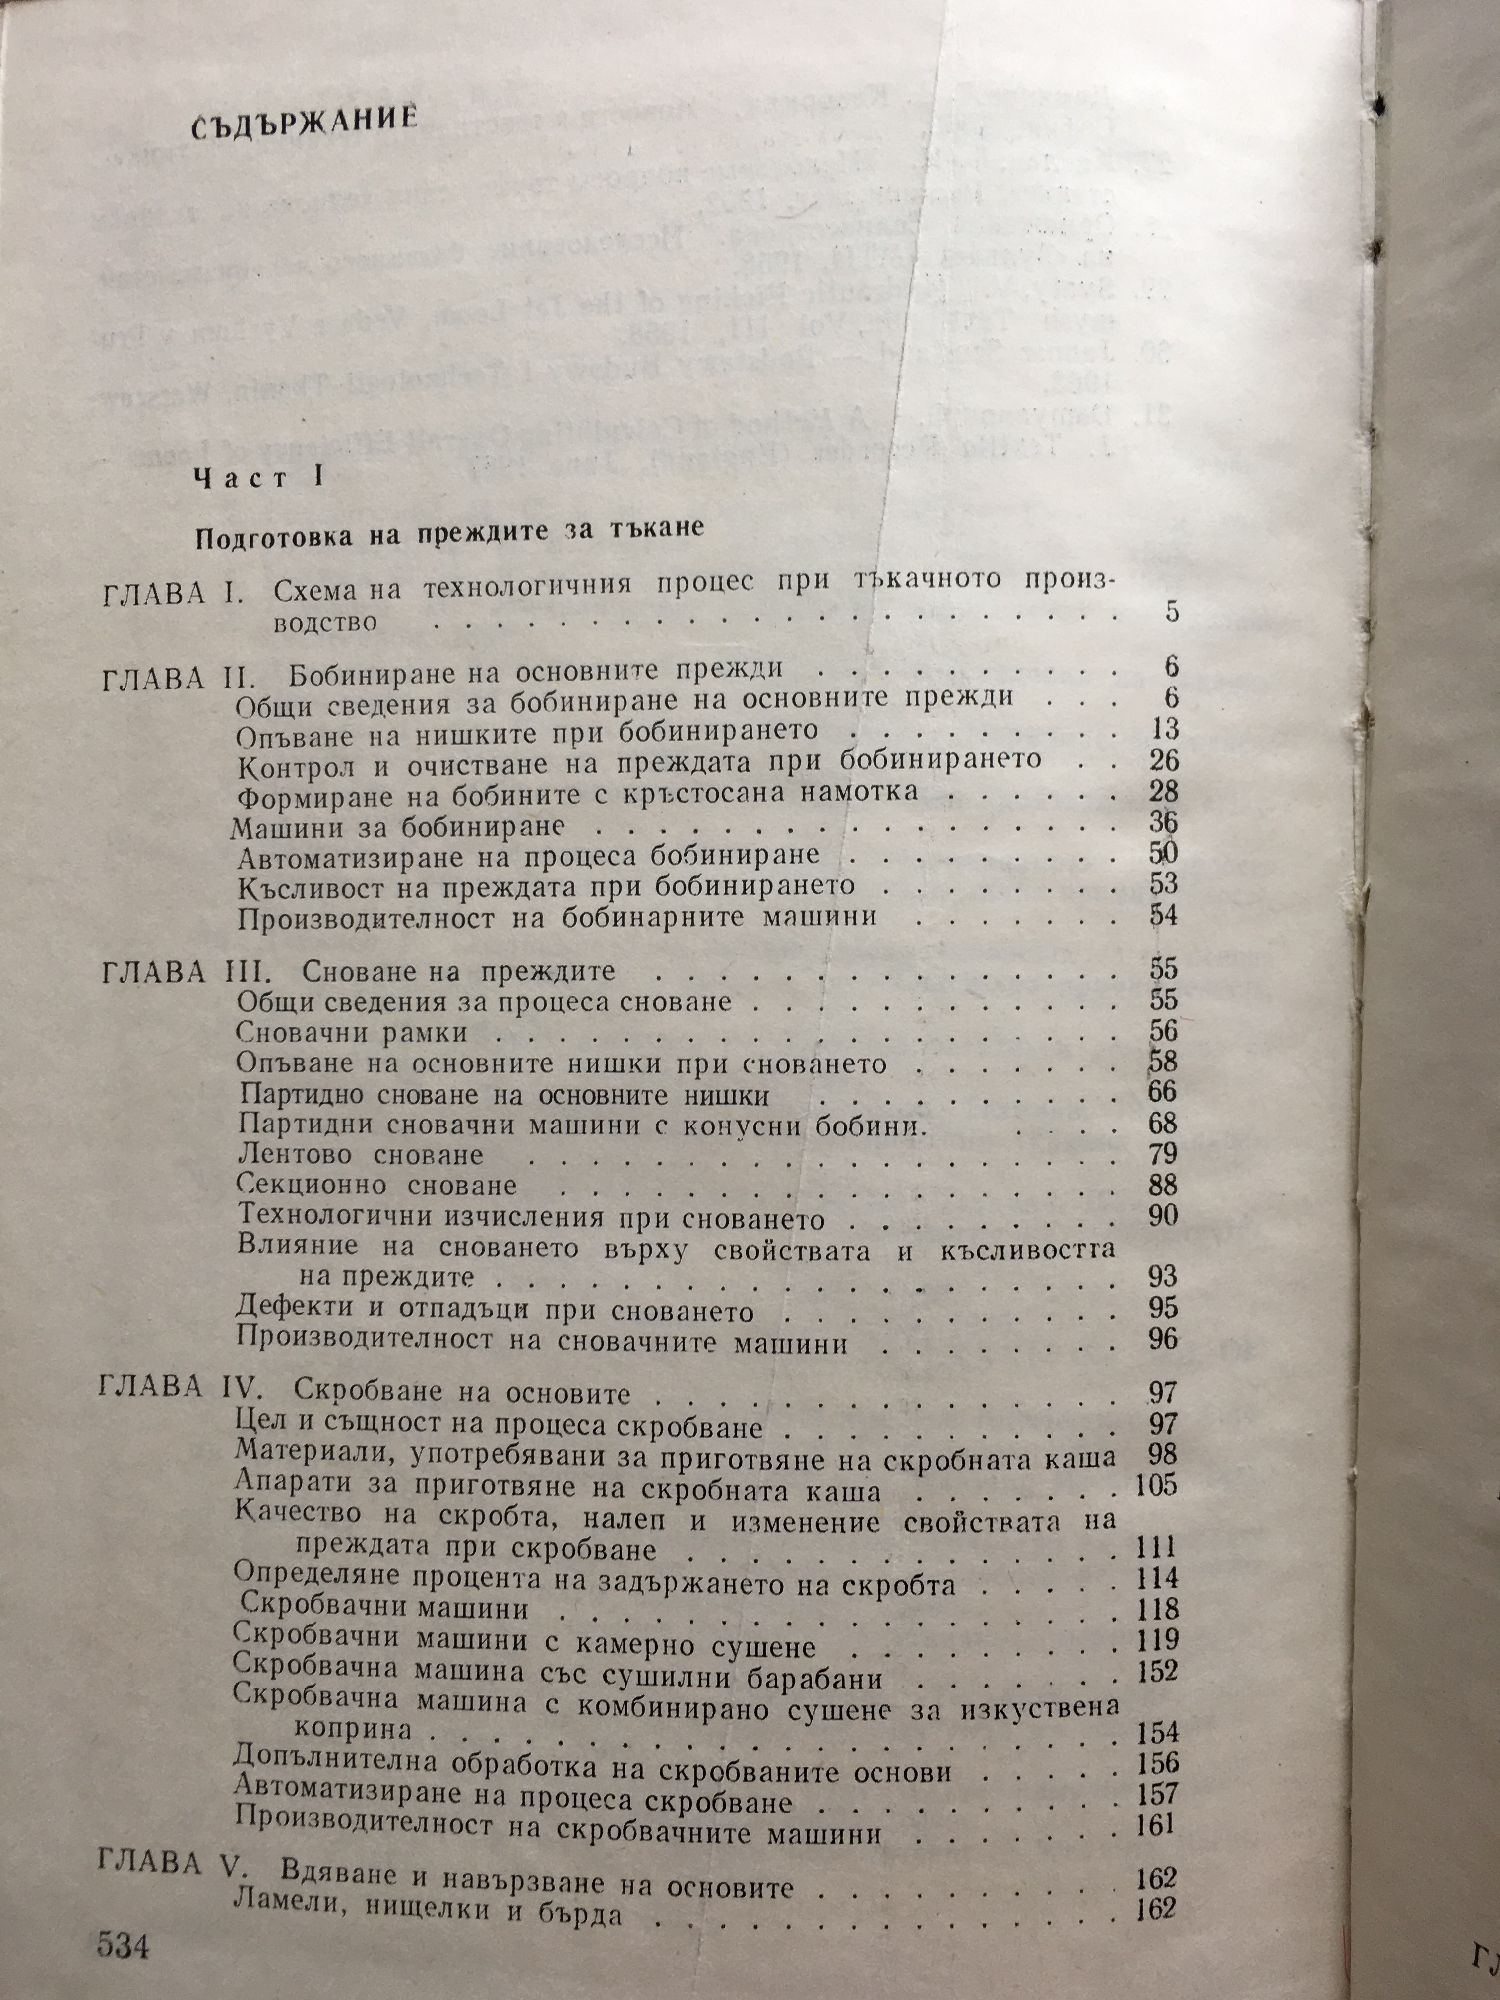 СЪДЪРЖАНИЕ
Част I
Подготовка на преждите за тъкане
ГЛАВА I. Схема на технологичния процес при тъкачното произ-
водство . . . . . . . . . . . . . . . . . . . . . . 5
ГЛАВА II. Бобиниране на основните прежди . . . . . . . . . . 6
Общи сведения за бобиниране на основните прежди . . . 6
Опъване на нишките при бобинирането . . . . . . . . . 13
Контрол и очистване на преждата при бобинирането . . 26
Формиране на бобините с кръстосана намотка . . . . . . 28
Машини за бобиниране . . . . . . . . . . . . . . . . . 36
Автоматизиране на процеса бобиниране . . . . . . . . . 50
Късливост на преждата при бобинирането . . . . . . . . 53
Производителност на бобинарните машини . . . . . . . 54
ГЛАВА III. Сноване на преждите . . . . . . . . . . . . . . . 55
Общи сведения за процеса сноване . . . . . . . . . . . . 55
Сновачни рамки . . . . . . . . . . . . . . . . . . . . 56
Опъване на основните нишки при сноването . . . . . . . 58
Партидно сноване на основните нишки . . . . . . . . . . 66
Партидни сновачни машини с конусни бобини. . . . . 68
Лентово сноване . . . . . . . . . . . . . . . . . . . 79
Секционно сноване . . . . . . . . . . . . . . . . . . 88
Технологични изчисления при сноването . . . . . . . . . 90
Влияние на сноването върху свойствата и късливостта
на преждите . . . . . . . . . . . . . . . . . . . . 93
Дефекти и отпадъци при сноването . . . . . . . . . . . 95
Производителност на сновачните машини . . . . . . . . 96
ГЛАВА IV. Скробване на основите . . . . . . . . . . . . . . . 97
Цел и същност на процеса скробване . . . . . . . . . . . 97
Материали, употребявани за приготвяне на скробната каша 98
Апарати за приготвяне на скробната каша . . . . . . . 105
Качество на скробта, налеп и изменение свойствата на
преждата при скробване . . . . . . . . . . . . . . 111
Определяне процента на задържането на скробта . . . . . 114
Скробвачни машини . . . . . . . . . . . . . . . . . . 118
Скробвачни машини с камерно сушене . . . . . . . . . 119
Скробвачна машина със сушилни барабани . . . . . . . 152
Скробвачна машина с комбинирано сушене за изкуствена
коприна . . . . . . . . . . . . . . . . . . . . . . 154
Допълнителна обработка на скробваните основи . . . . . 156
Автоматизиране на процеса скробване . . . . . . . . . . 157
Производителност на скробвачните машини . . . . . . . 161
ГЛАВА V. Вдяване и навързване на основите . . . . . . . . . . 162
Ламели, нищелки и бърда . . . . . . . . . . . . . . . 162
534